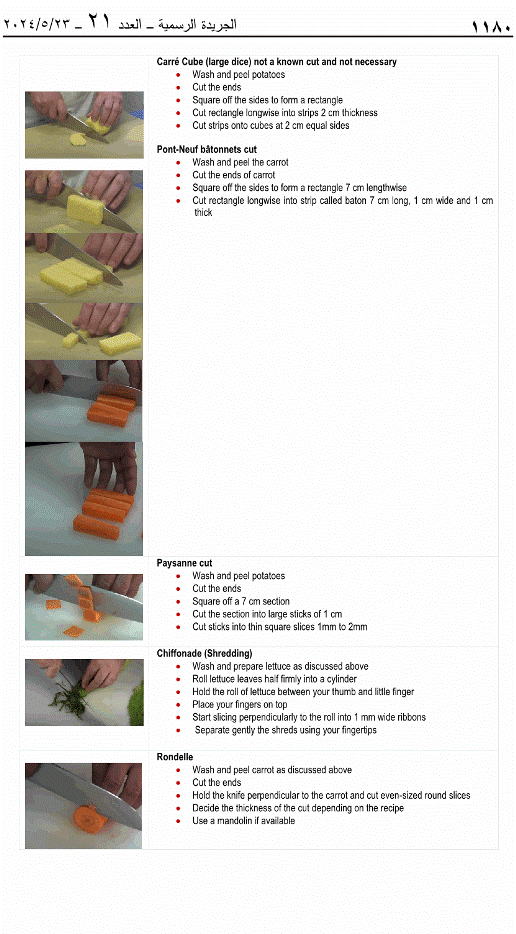 ١١٨٠ الجريدة الرسمية – العدد ٢١ – ٢٠٢٤/٥/٢٣
Carré Cube (large dice) not a known cut and not necessary
• Wash and peel potatoes
• Cut the ends
• Square off the sides to form a rectangle
• Cut rectangle longwise into strips 2 cm thickness
• Cut strips onto cubes at 2 cm equal sides
Pont-Neuf bâtonnets cut
• Wash and peel the carrot
• Cut the ends of carrot
• Square off the sides to form a rectangle 7 cm lengthwise
• Cut rectangle longwise into strip called baton 7 cm long, 1 cm wide and 1 cm
thick
Paysanne cut
• Wash and peel potatoes
• Cut the ends
• Square off a 7 cm section
• Cut the section into large sticks of 1 cm
• Cut sticks into thin square slices 1mm to 2mm
Chiffonade (Shredding)
• Wash and prepare lettuce as discussed above
• Roll lettuce leaves half firmly into a cylinder
• Hold the roll of lettuce between your thumb and little finger
• Place your fingers on top
• Start slicing perpendicularly to the roll into 1 mm wide ribbons
• Separate gently the shreds using your fingertips
Rondelle
• Wash and peel carrot as discussed above
• Cut the ends
• Hold the knife perpendicular to the carrot and cut even-sized round slices
• Decide the thickness of the cut depending on the recipe
• Use a mandolin if available